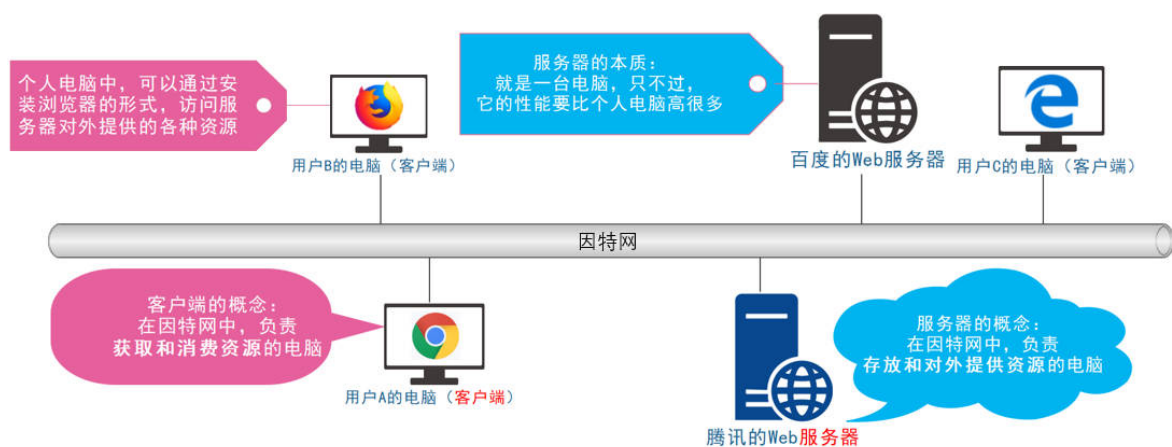 个人电脑中，可以通过安
装浏览器的形式，访问服
务器对外提供的各种资源
用户B的电脑（客户端）
服务器的本质：
就是一台电脑，只不过，
它的性能要比个人电脑高很多
百度的Web服务器
用户C的电脑（客户端）
因特网
客户端的概念：
在因特网中，负责
获取和消费资源的电脑
用户A的电脑（客户端）
服务器的概念：
在因特网中，负责
存放和对外提供资源的电脑
腾讯的Web服务器